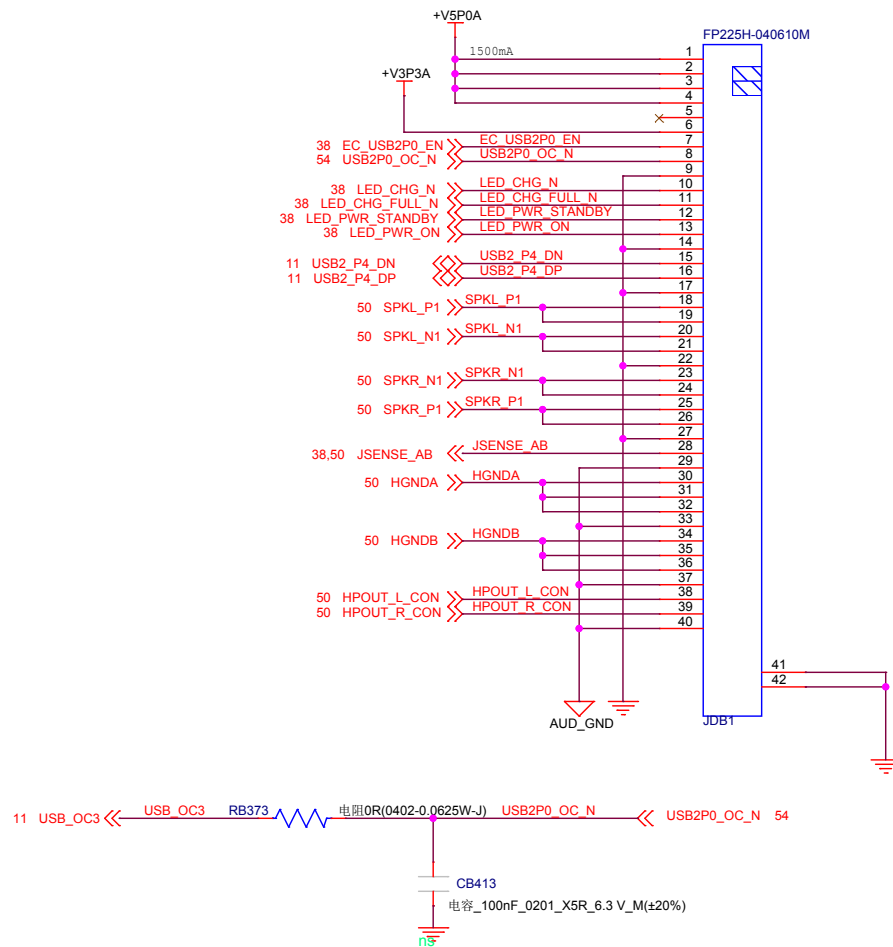 +V5P0A
FP225H-040610M
1500mA
1
2
+V3P3A
3
4
5
6
38 EC_USB2P0_EN EC_USB2P0_EN 7
54 USB2P0_OC_N USB2P0_OC_N 8
9
38 LED_CHG_N LED_CHG_N 10
38 LED_CHG_FULL_N LED_CHG_FULL_N 11
38 LED_PWR_STANDBY LED_PWR_STANDBY 12
38 LED_PWR_ON LED_PWR_ON 13
14
11 USB2_P4_DN USB2_P4_DN 15
11 USB2_P4_DP USB2_P4_DP 16
17
50 SPKL_P1 SPKL_P1 18
19
50 SPKL_N1 SPKL_N1 20
21
22
50 SPKR_N1 SPKR_N1 23
24
50 SPKR_P1 SPKR_P1 25
26
27
38,50 JSENSE_AB JSENSE_AB 28
29
50 HGNDA HGNDA 30
31
32
33
50 HGNDB HGNDB 34
35
36
37
50 HPOUT_L_CON HPOUT_L_CON 38
50 HPOUT_R_CON HPOUT_R_CON 39
40
41
42
AUD_GND
JDB1
11 USB_OC3 USB_OC3 RB373 电阻0R(0402-0.0625W-J) USB2P0_OC_N USB2P0_OC_N 54
CB413
电容_100nF_0201_X5R_6.3 V_M(±20%)
ns